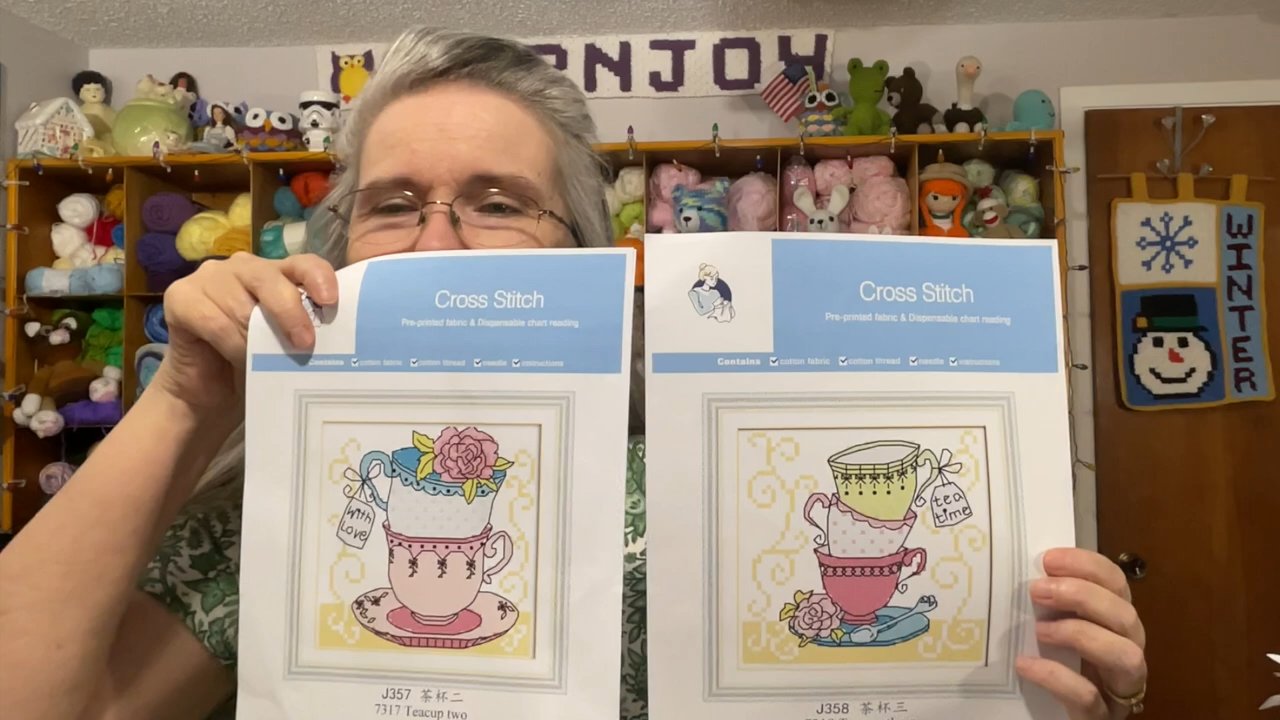 ONJOY
WINTER
Cross Stitch
Pre-printed fabric & Dispensable chart reading
Contains cotton fabric cotton thread needle instructions
With
Love
J357 茶杯二
7317 Teacup two
Cross Stitch
Pre-printed fabric & Dispensable chart reading
Contains cotton fabric cotton thread needle instructions
tea
time
J358 茶杯三